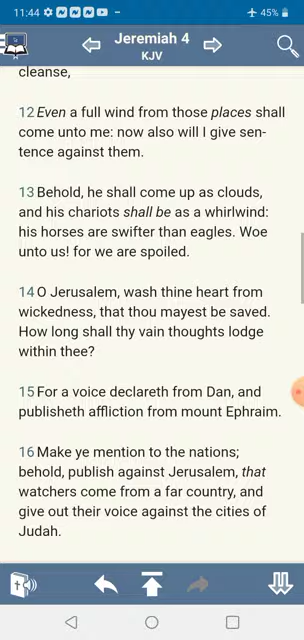 11:44
45%
Jeremiah 4
KJV
cleanse,
12 Even a full wind from those places shall
come unto me: now also will I give sen-
tence against them.
13 Behold, he shall come up as clouds,
and his chariots shall be as a whirlwind:
his horses are swifter than eagles. Woe
unto us! for we are spoiled.
14 O Jerusalem, wash thine heart from
wickedness, that thou mayest be saved.
How long shall thy vain thoughts lodge
within thee?
15 For a voice declareth from Dan, and
publisheth affliction from mount Ephraim.
16 Make ye mention to the nations;
behold, publish against Jerusalem, that
watchers come from a far country, and
give out their voice against the cities of
Judah.